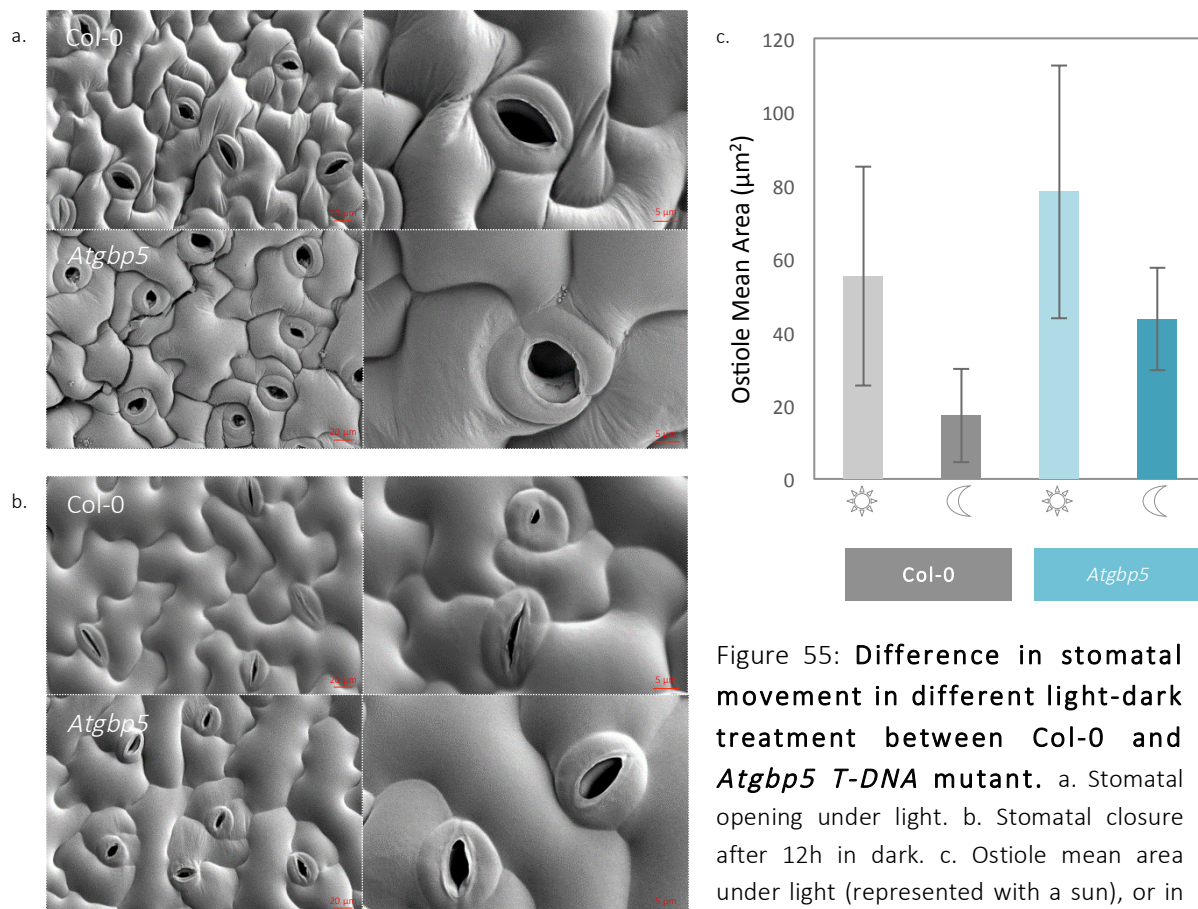 a.
Col-0
5 µm
Atgbp5
20 µm
5 µm
b.
Col-0
20 µm
5 µm
Atgbp5
20 µm
5 µm
c.
Ostiole Mean Area (µm²)
120
100
80
60
40
20
0
Col-0
Atgbp5
Figure 55: Difference in stomatal
movement in different light-dark
treatment between Col-0 and
Atgbp5 T-DNA mutant. a. Stomatal
opening under light. b. Stomatal closure
after 12h in dark. c. Ostiole mean area
under light (represented with a sun), or in